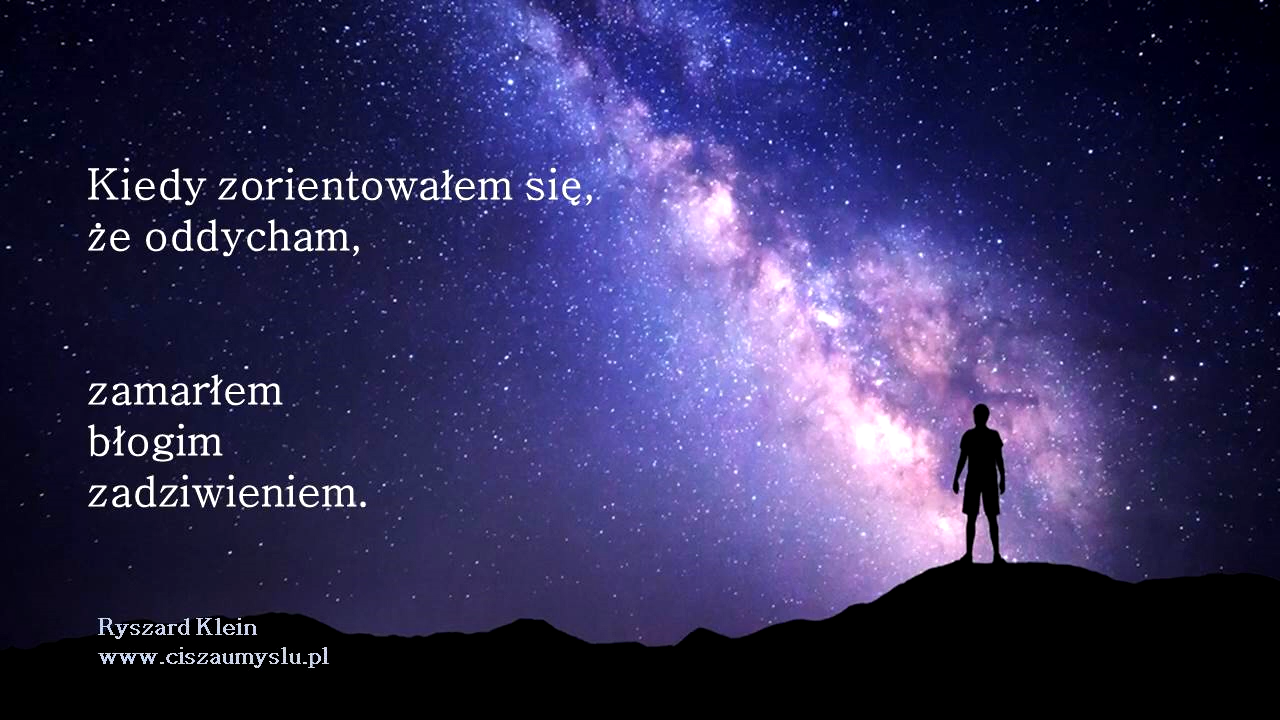 Kiedy zorientowałem się,
że oddycham,
zamarłem
błogim
zadziwieniem.
Ryszard Klein
www.ciszaumyslu.pl